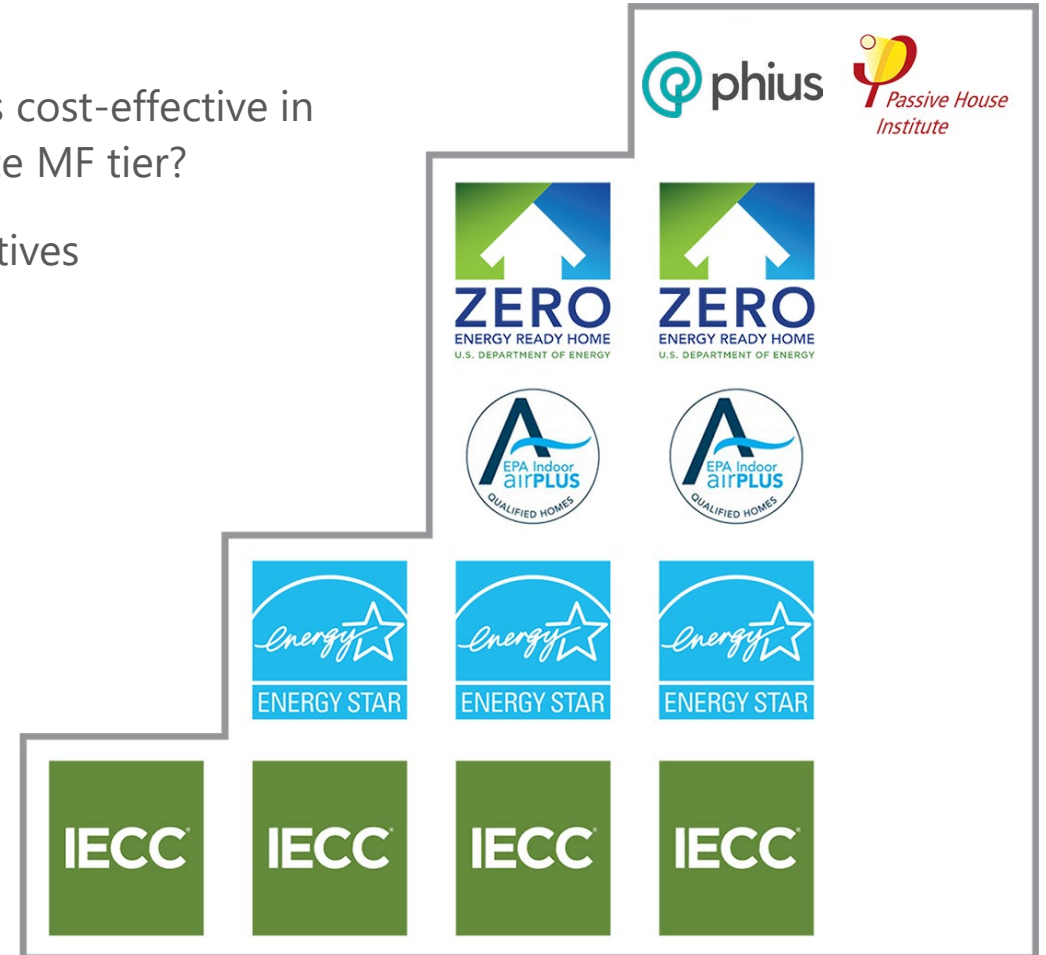 s cost-effective in
e MF tier?
tives
phius
Passive House
Institute
ZERO
ENERGY READY HOME
U.S. DEPARTMENT OF ENERGY
ZERO
ENERGY READY HOME
U.S. DEPARTMENT OF ENERGY
EPA Indoor
airPLUS
QUALIFIED HOMES
EPA Indoor
airPLUS
QUALIFIED HOMES
energy
ENERGY STAR
energy
ENERGY STAR
energy
ENERGY STAR
IECC
IECC
IECC
IECC